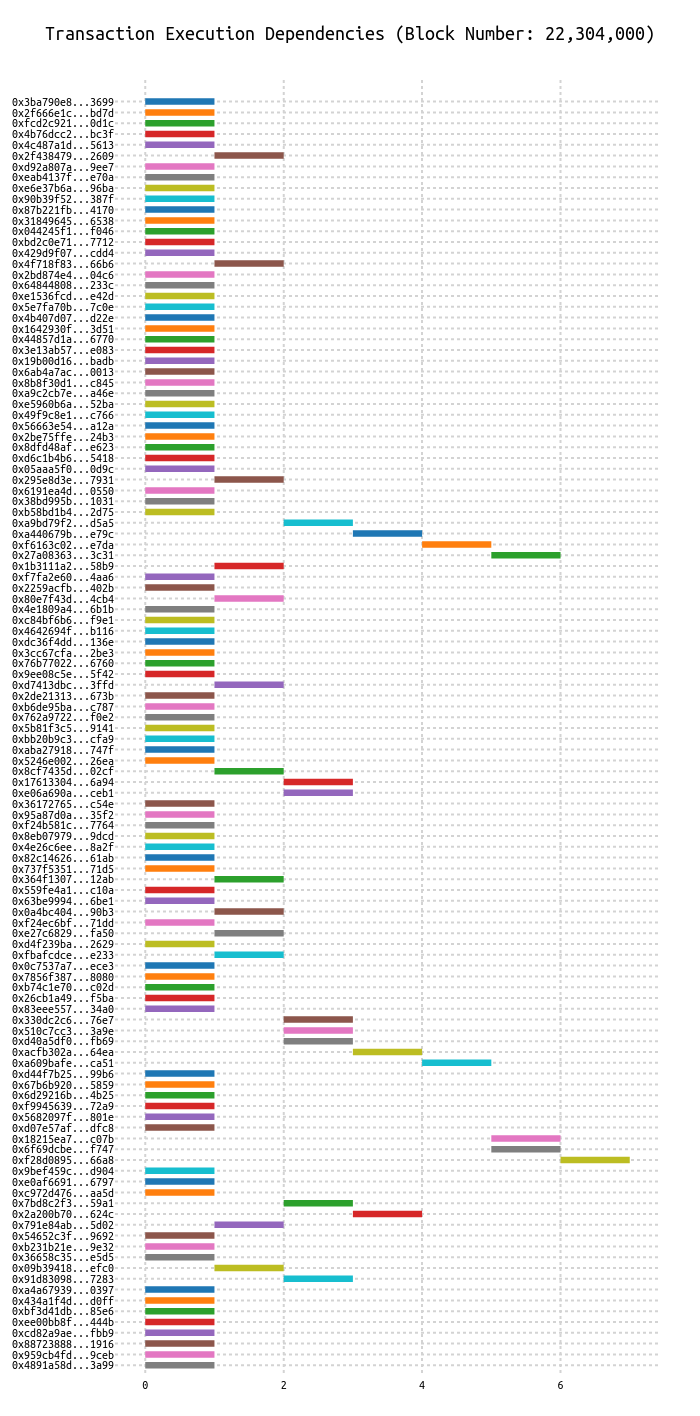 Transaction Execution Dependencies (Block Number: 22,304,000)
0x3ba790e8...3699
0x2f666e1c...bd7d
0xfcd2c921...0d1c
0x4b76dcc2...bc3f
0x4c487a1d...5613
0x2f438479...2609
0xd92a807a...9ee7
0xeab4137f...e70a
0xe6e37b6a...96ba
0x90b39f52...387f
0x87b221fb...4170
0x31849645...6538
0x044245f1...f046
0xbd2c0e71...7712
0x429d9f07...cdd4
0x4f718f83...66b6
0x2bd874e4...04c6
0x64844808...233c
0xe1536fcd...e42d
0x5e7fa70b...7c0e
0x4b407d07...d22e
0x1642930f...3d51
0x44857d1a...6770
0x3e13ab57...e083
0x19b00d16...badb
0x6ab4a7ac...0013
0x8b8f30d1...c845
0xa9c2cb7e...a46e
0xe5960b6a...52ba
0x49f9c8e1...c766
0x56663e54...a12a
0x2be75ffe...24b3
0x8dfd48af...e623
0xd6c1b4b6...5418
0x05aaa5f0...0d9c
0x295e8d3e...7931
0x6191ea4d...0550
0x38bd995b...1031
0xb58bd1b4...2d75
0xa9bd79f2...d5a5
0xa440679b...e79c
0xf6163c02...e7da
0x27a08363...3c31
0x1b3111a2...58b9
0xf7fa2e60...4aa6
0x2259acfb...402b
0x80e7f43d...4cb4
0x4e1809a4...6b1b
0xc84bf6b6...f9e1
0x4642694f...b116
0xdc36f4dd...136e
0x3cc67cfa...2be3
0x76b77022...6760
0x9ee08c5e...5f42
0xd7413dbc...3ffd
0x2de21313...673b
0xb6de95ba...c787
0x762a9722...f0e2
0x5b81f3c5...9141
0xbb20b9c3...cfa9
0xaba27918...747f
0x5246e002...26ea
0x8cf7435d...02cf
0x17613304...6a94
0xe06a690a...ceb1
0x36172765...c54e
0x95a87d0a...35f2
0xf24b581c...7764
0x8eb07979...9dcd
0x4e26c6ee...8a2f
0x82c14626...61ab
0x737f5351...71d5
0x364f1307...12ab
0x559fe4a1...c10a
0x63be9994...6be1
0x0a4bc404...90b3
0xf24ec6bf...71dd
0xe27c6829...fa50
0xd4f239ba...2629
0xfbafcdce...e233
0x0c7537a7...ece3
0x7856f387...8080
0xb74c1e70...c02d
0x26cb1a49...f5ba
0x83eee557...34a0
0x330dc2c6...76e7
0x510c7cc3...3a9e
0xd40a5df0...fb69
0xacfb302a...64ea
0xa609bafe...ca51
0xd44f7b25...99b6
0x67b6b920...5859
0x6d29216b...4b25
0xf9945639...72a9
0x5682097f...801e
0xd07e57af...dfc8
0x18215ea7...c07b
0x6f69dcbe...f747
0xf28d0895...66a8
0x9bef459c...d904
0xe0af6691...6797
0xc972d476...aa5d
0x7bd8c2f3...59a1
0x2a200b70...624c
0x791e84ab...5d02
0x54652c3f...9692
0xb231b21e...9e32
0x36658c35...e5d5
0x09b39418...efc0
0x91d83098...7283
0xa4a67939...0397
0x434a1f4d...d0ff
0xbf3d41db...85e6
0xee00bb8f...444b
0xcd82a9ae...fbb9
0x88723888...1916
0x959cb4fd...9ceb
0x4891a58d...3a99
0 2 4 6